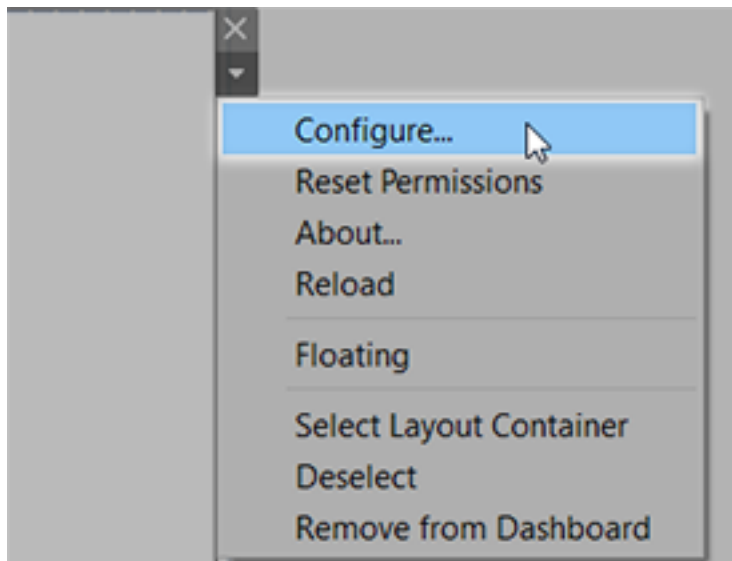 Configure...
Reset Permissions
About...
Reload
Floating
Select Layout Container
Deselect
Remove from Dashboard